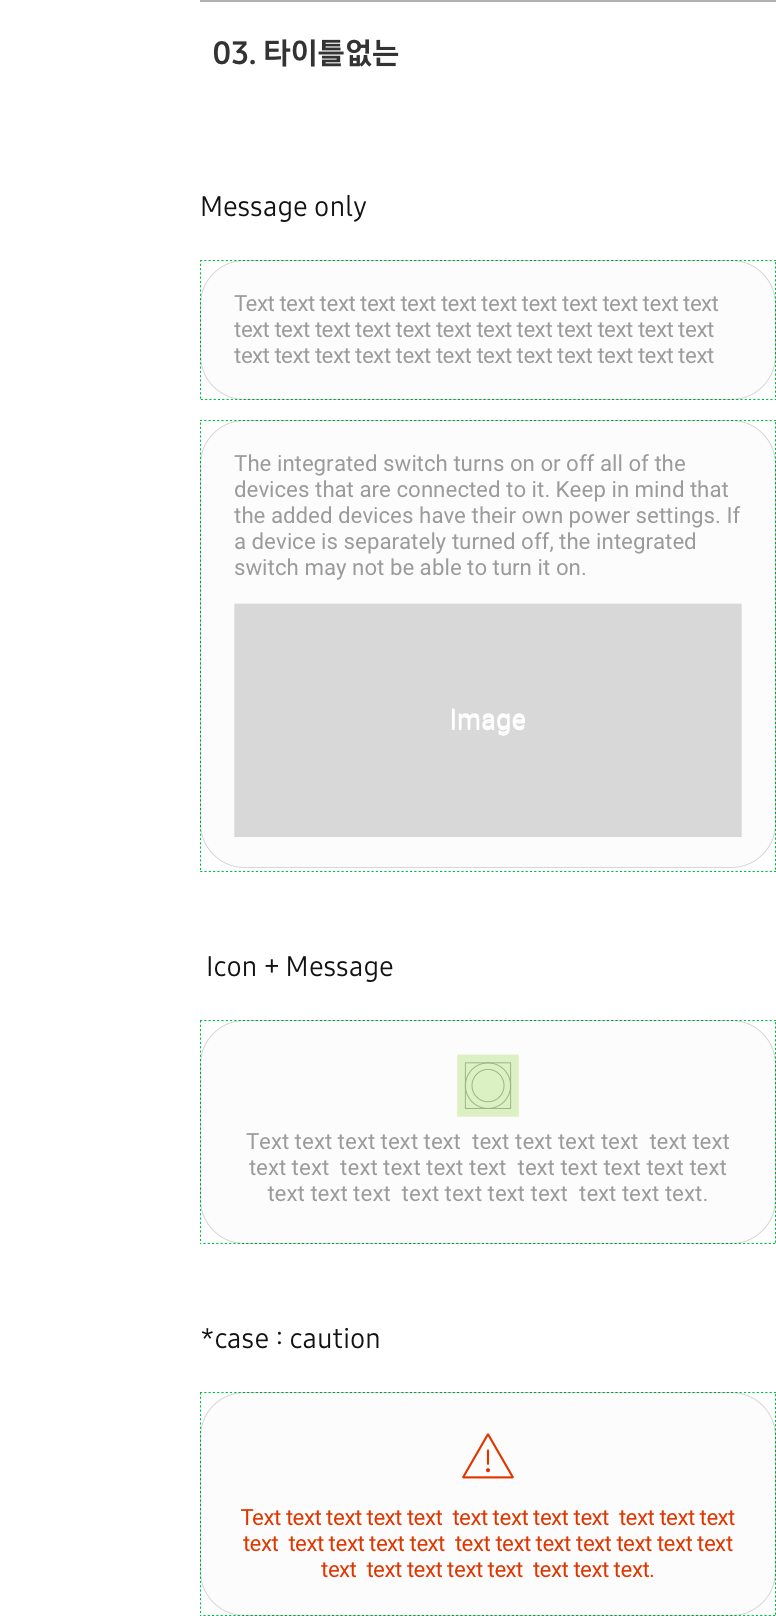 03. 타이틀없는
Message only
Text text text text text text text text text text text text
text text text text text text text text text text text text
text text text text text text text text text text text text
The integrated switch turns on or off all of the
devices that are connected to it. Keep in mind that
the added devices have their own power settings. If
a device is separately turned off, the integrated
switch may not be able to turn it on.
Image
Icon + Message
Text text text text text  text text text text  text text
text text  text text text text  text text text text text
text text text  text text text text  text text text.
*case : caution
Text text text text text  text text text text  text text text
text  text text text text  text text text text text text text
text  text text text text  text text text.